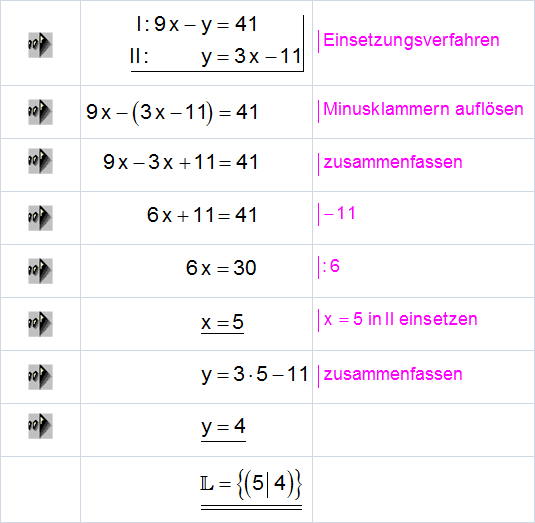 I: 9x − y = 41
II: y = 3x − 11 | Einsetzungsverfahren
9x − (3x − 11) = 41 | Minusklammern auflösen
9x − 3x + 11 = 41 | zusammenfassen
6x + 11 = 41 | − 11
6x = 30 | : 6
x = 5 | x = 5 in II einsetzen
y = 3 · 5 − 11 | zusammenfassen
y = 4
𝕃 = {(5 | 4)}